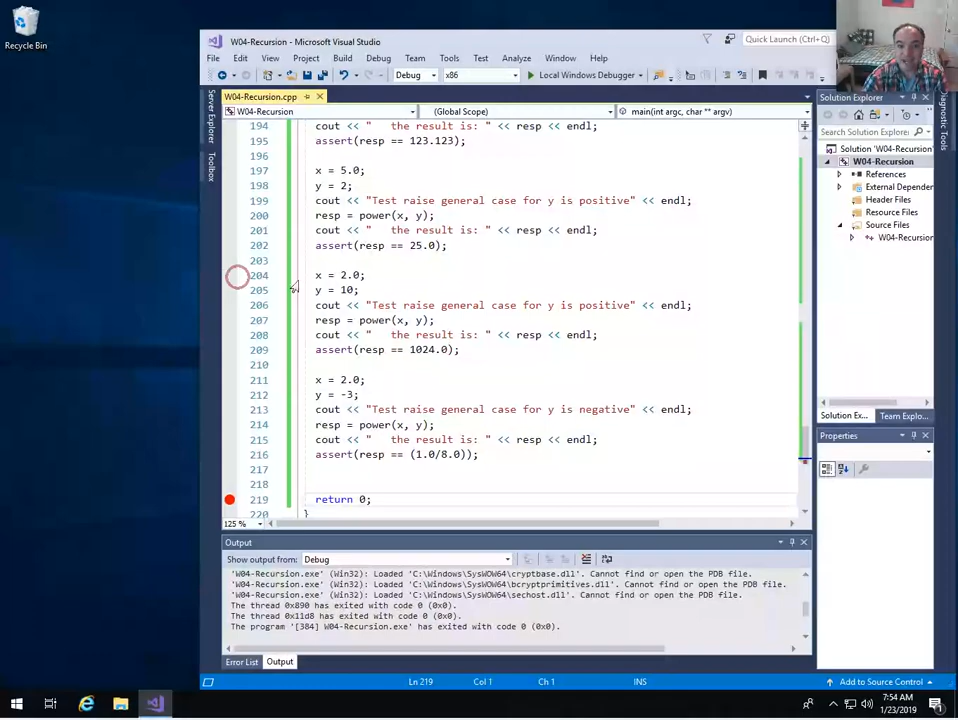 Recycle Bin
W04-Recursion - Microsoft Visual Studio
Quick Launch (Ctrl+Q)
File Edit View Project Build Debug Team Tools Test Analyze Window Help
Debug x86 Local Windows Debugger
Server Explorer
Toolbox
W04-Recursion.cpp
W04-Recursion (Global Scope) main(int argc, char ** argv)
194 cout << "   the result is: " << resp << endl;
195 assert(resp == 123.123);
196
197 x = 5.0;
198 y = 2;
199 cout << "Test raise general case for y is positive" << endl;
200 resp = power(x, y);
201 cout << "   the result is: " << resp << endl;
202 assert(resp == 25.0);
203
204 x = 2.0;
205 y = 10;
206 cout << "Test raise general case for y is positive" << endl;
207 resp = power(x, y);
208 cout << "   the result is: " << resp << endl;
209 assert(resp == 1024.0);
210
211 x = 2.0;
212 y = -3;
213 cout << "Test raise general case for y is negative" << endl;
214 resp = power(x, y);
215 cout << "   the result is: " << resp << endl;
216 assert(resp == (1.0/8.0));
217
218
219 return 0;
220 }
125 %
Solution Explorer
Search Solution Explorer
Solution 'W04-Recursion'
W04-Recursion
References
External Depender
Header Files
Resource Files
Source Files
W04-Recursion
Solution Ex... Team Explo...
Properties
Diagnostic Tools
Output
Show output from: Debug
'W04-Recursion.exe' (Win32): Loaded 'C:\Windows\SysWOW64\cryptbase.dll'. Cannot find or open the PDB file.
'W04-Recursion.exe' (Win32): Loaded 'C:\Windows\SysWOW64\bcryptprimitives.dll'. Cannot find or open the PDB file.
'W04-Recursion.exe' (Win32): Loaded 'C:\Windows\SysWOW64\sechost.dll'. Cannot find or open the PDB file.
The thread 0x890 has exited with code 0 (0x0).
The thread 0x11d8 has exited with code 0 (0x0).
The program '[384] W04-Recursion.exe' has exited with code 0 (0x0).
Error List Output
Ln 219 Col 1 Ch 1 INS Add to Source Control
7:54 AM
1/23/2019